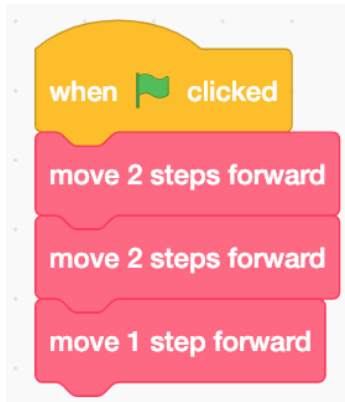 when clicked
move 2 steps forward
move 2 steps forward
move 1 step forward